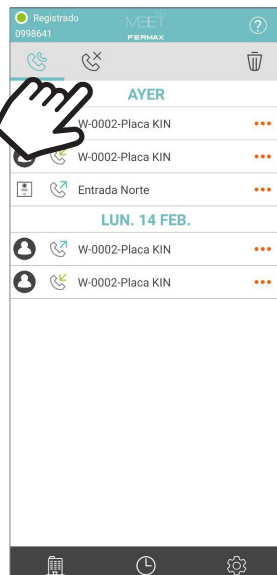 Registrado
0998641
MEET
FERMAX
?
AYER
W-0002-Placa KIN
W-0002-Placa KIN
Entrada Norte
LUN. 14 FEB.
W-0002-Placa KIN
W-0002-Placa KIN